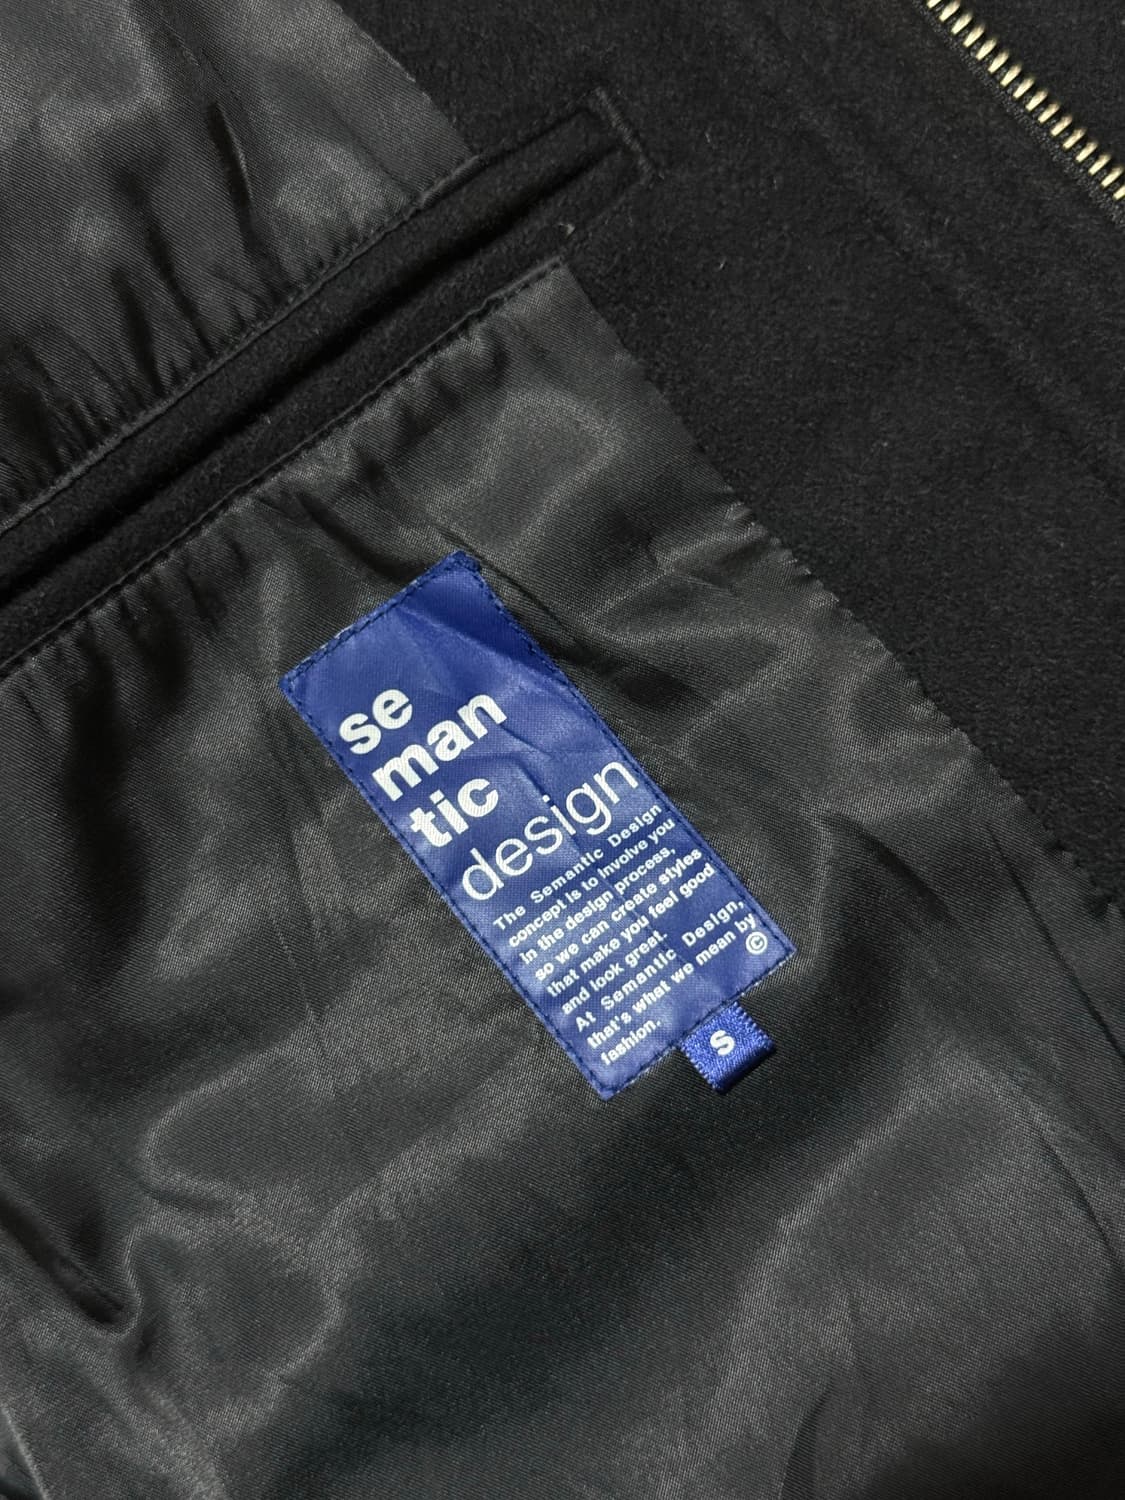 se
man
tic
design
The Semantic Design
concept is to involve you
in the design process,
so we can create styles
that make you feel good
and look great.
At Semantic Design,
that's what we mean by
fashion. ©
S